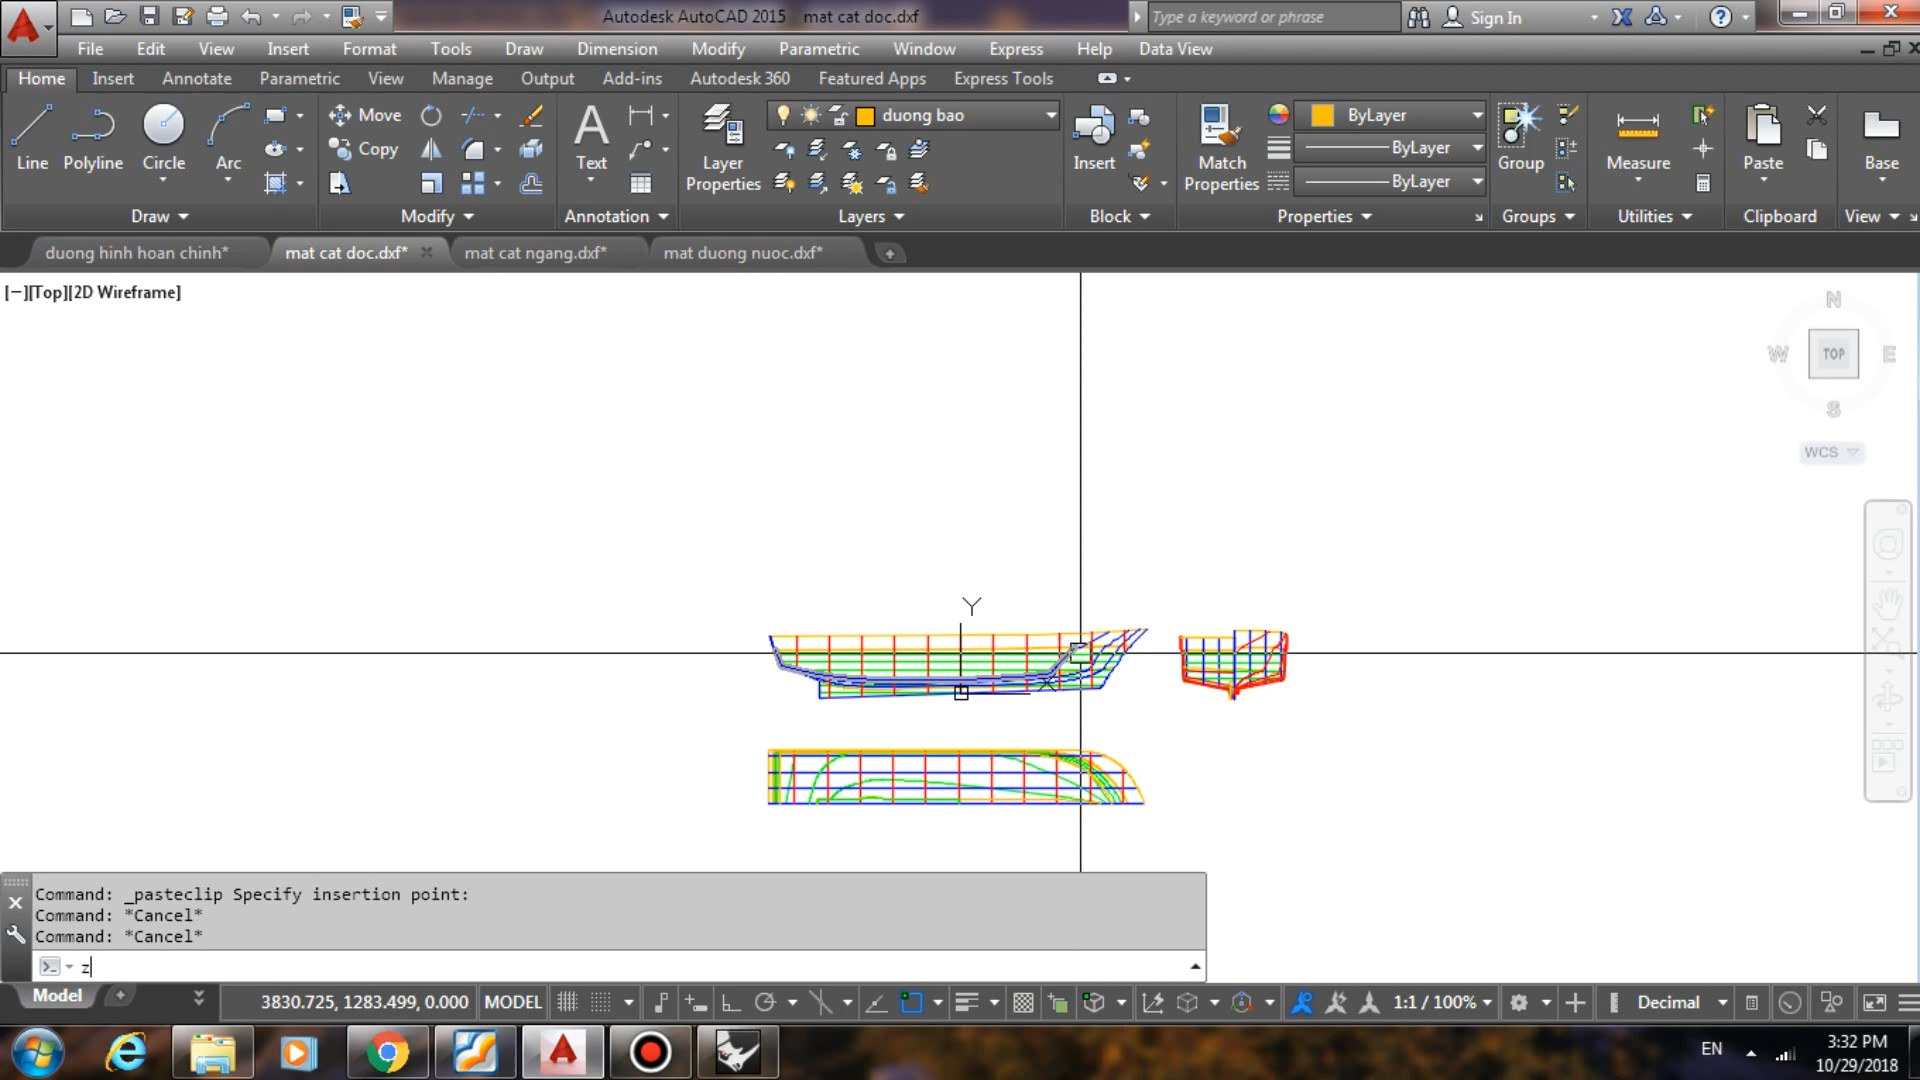 Autodesk AutoCAD 2015 mat cat doc.dxf
Type a keyword or phrase
Sign In
File Edit View Insert Format Tools Draw Dimension Modify Parametric Window Express Help Data View
Home Insert Annotate Parametric View Manage Output Add-ins Autodesk 360 Featured Apps Express Tools
Move
duong bao
ByLayer
Copy
ByLayer
Line Polyline Circle Arc
Text
Layer Properties
Insert
Match Properties
ByLayer
Group
Measure
Paste
Base
Draw Modify Annotation Layers Block Properties Groups Utilities Clipboard View
duong hinh hoan chinh* mat cat doc.dxf* mat cat ngang.dxf* mat duong nuoc.dxf*
[−][Top][2D Wireframe]
N
W TOP E
S
WCS
Y
X
Command: _pasteclip Specify insertion point:
Command: *Cancel*
Command: *Cancel*
z
Model
3830.725, 1283.499, 0.000 MODEL
1:1 / 100%
Decimal
EN
3:32 PM
10/29/2018